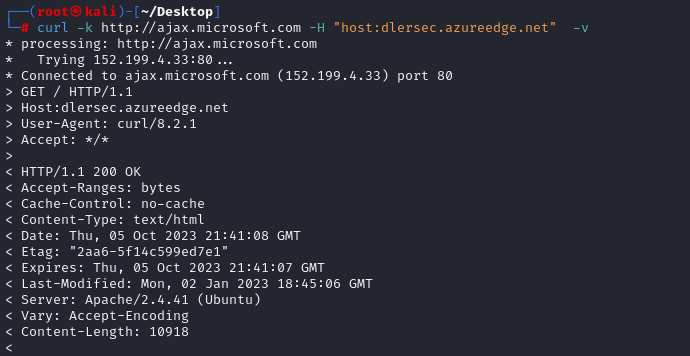 ┌──(root㉿kali)-[~/Desktop]
└─# curl -k http://ajax.microsoft.com -H "host:dlersec.azureedge.net"  -v
* processing: http://ajax.microsoft.com
*   Trying 152.199.4.33:80...
* Connected to ajax.microsoft.com (152.199.4.33) port 80
> GET / HTTP/1.1
> Host:dlersec.azureedge.net
> User-Agent: curl/8.2.1
> Accept: */*
>
< HTTP/1.1 200 OK
< Accept-Ranges: bytes
< Cache-Control: no-cache
< Content-Type: text/html
< Date: Thu, 05 Oct 2023 21:41:08 GMT
< Etag: "2aa6-5f14c599ed7e1"
< Expires: Thu, 05 Oct 2023 21:41:07 GMT
< Last-Modified: Mon, 02 Jan 2023 18:45:06 GMT
< Server: Apache/2.4.41 (Ubuntu)
< Vary: Accept-Encoding
< Content-Length: 10918
<